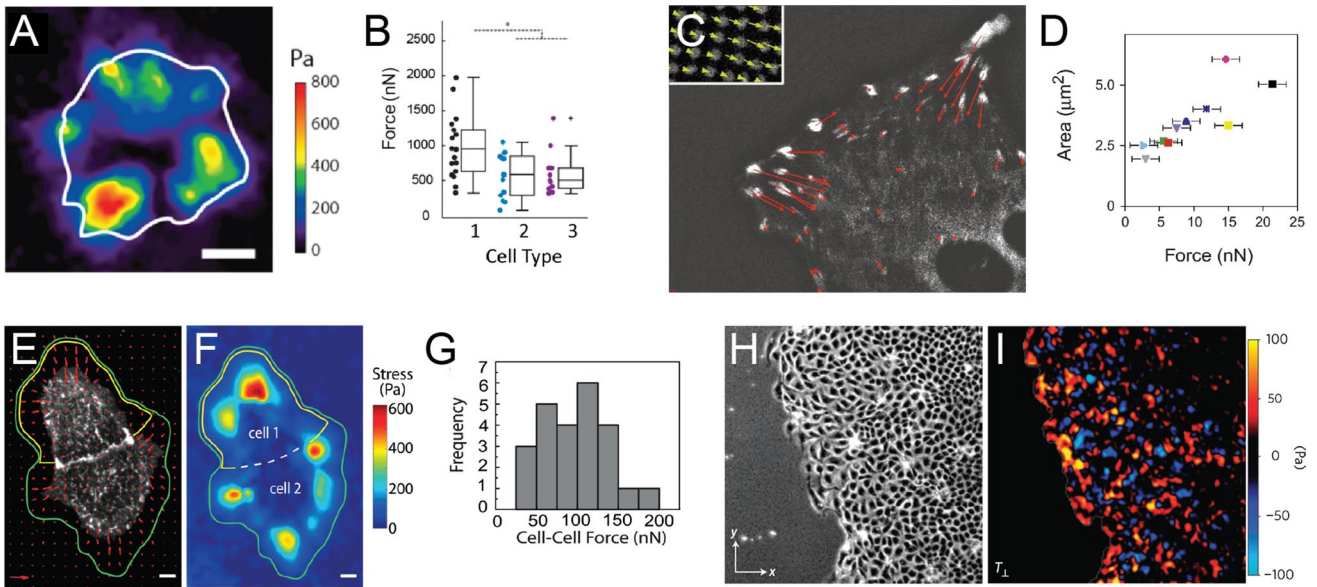 A
Pa
800
600
400
200
0
B
Force (nN)
2500
2000
1500
1000
500
0
*
+
1 2 3
Cell Type
C
D
Area (μm²)
5.0
2.5
0
0 5 10 15 20 25
Force (nN)
E
F
cell 1
cell 2
Stress
(Pa)
600
400
200
0
G
Frequency
7
6
5
4
3
2
1
0
0 50 100 150 200
Cell-Cell Force (nN)
H
y
x
I
T⊥
100
50
0
−50
−100
(Pa)